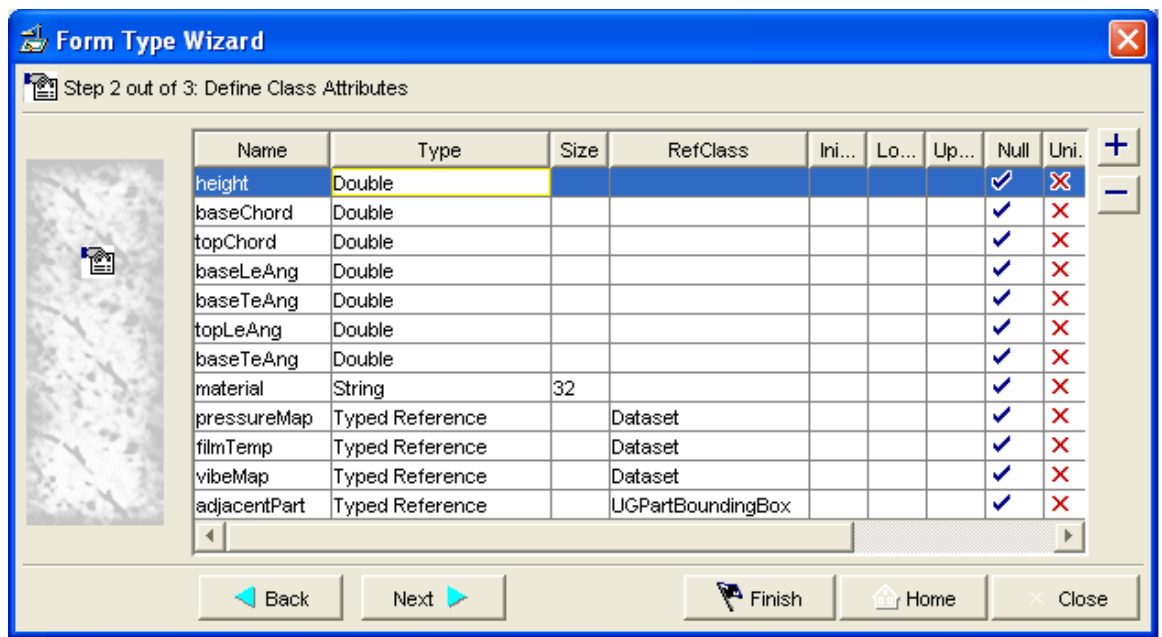 Form Type Wizard
Step 2 out of 3: Define Class Attributes
Name Type Size RefClass Ini... Lo... Up... Null Uni.
height Double
baseChord Double
topChord Double
baseLeAng Double
baseTeAng Double
topLeAng Double
baseTeAng Double
material String 32
pressureMap Typed Reference Dataset
filmTemp Typed Reference Dataset
vibeMap Typed Reference Dataset
adjacentPart Typed Reference UGPartBoundingBox
Back Next Finish Home Close